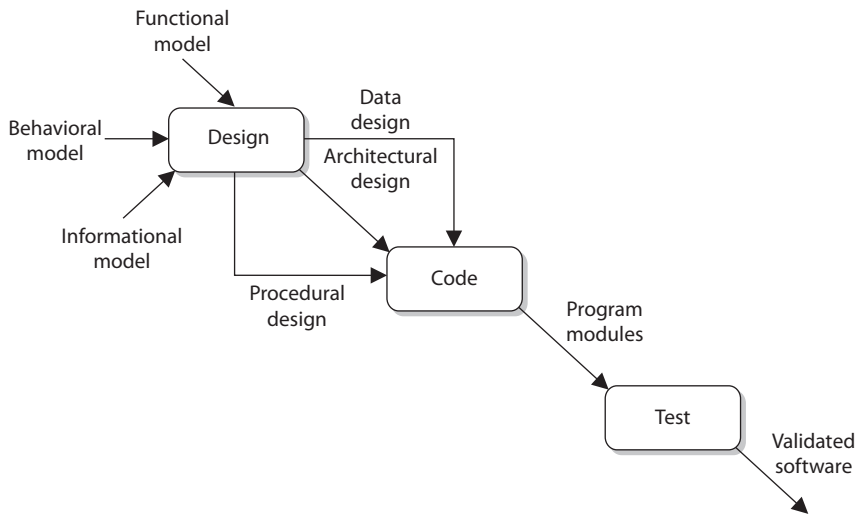 Functional
model
Behavioral
model
Design
Data
design
Architectural
design
Informational
model
Procedural
design
Code
Program
modules
Test
Validated
software